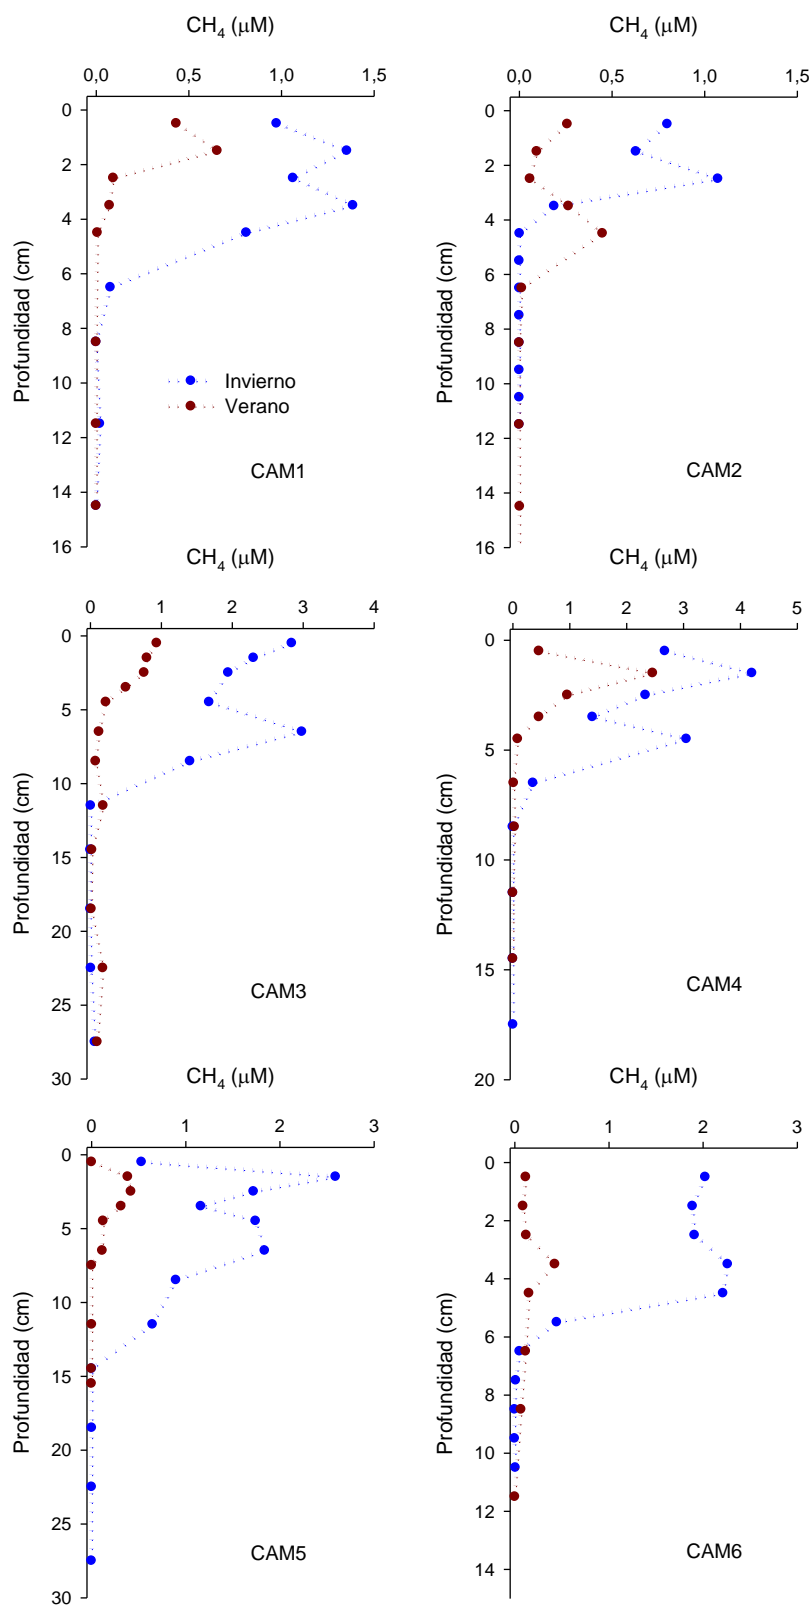 CH4 (μM)
0,0 0,5 1,0 1,5
0
2
4
6
8
10
12
14
16
Profundidad (cm)
Invierno
Verano
CAM1
CH4 (μM)
0,0 0,5 1,0 1,5
0
2
4
6
8
10
12
14
16
Profundidad (cm)
CAM2
CH4 (μM)
0 1 2 3 4
0
5
10
15
20
25
30
Profundidad (cm)
CAM3
CH4 (μM)
0 1 2 3 4 5
0
5
10
15
20
Profundidad (cm)
CAM4
CH4 (μM)
0 1 2 3
0
5
10
15
20
25
30
Profundidad (cm)
CAM5
CH4 (μM)
0 1 2 3
0
2
4
6
8
10
12
14
Profundidad (cm)
CAM6